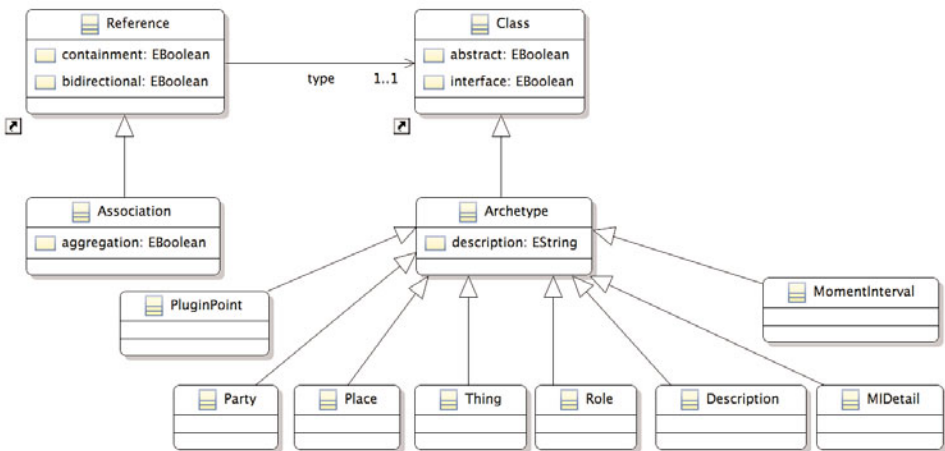 Reference
containment: EBoolean
bidirectional: EBoolean
type 1..1
Class
abstract: EBoolean
interface: EBoolean
Association
aggregation: EBoolean
Archetype
description: EString
PluginPoint
MomentInterval
Party
Place
Thing
Role
Description
MIDetail